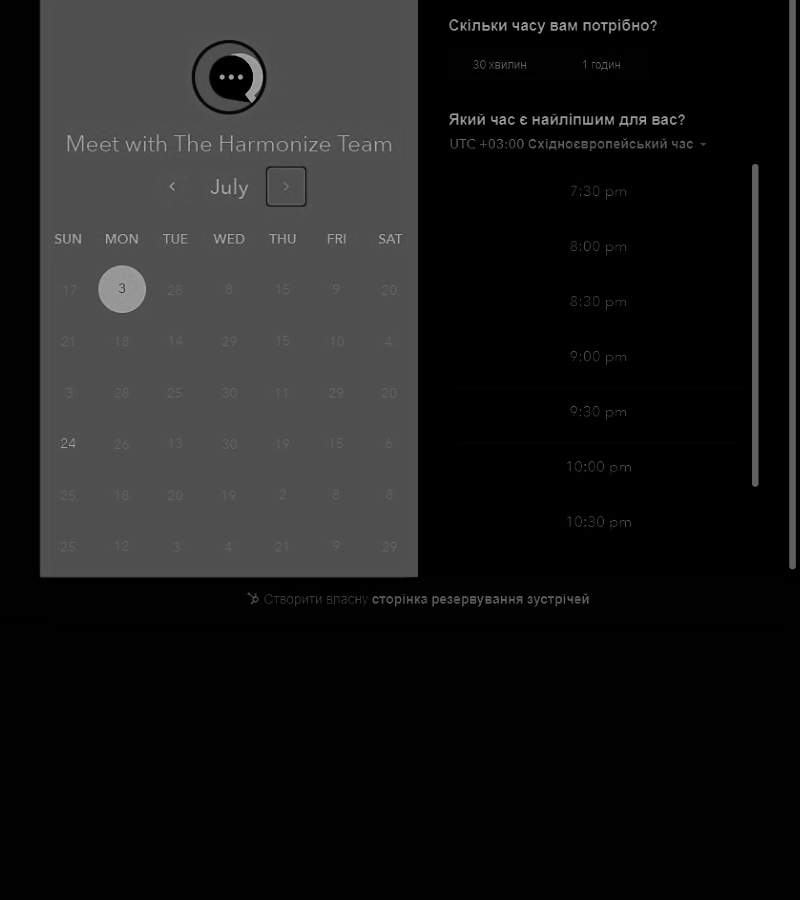 Meet with The Harmonize Team
July
SUN MON TUE WED THU FRI SAT
17 3 28 8 15 9 20
21 18 14 29 15 10 4
3 28 25 30 11 29 20
24 26 13 30 19 15 6
25 18 20 19 2 8 8
25 12 3 4 21 9 29
Скільки часу вам потрібно?
30 хвилин 1 годин
Який час є найліпшим для вас?
UTC +03:00 Східноєвропейський час
7:30 pm
8:00 pm
8:30 pm
9:00 pm
9:30 pm
10:00 pm
10:30 pm
Створити власну сторінка резервування зустрічей